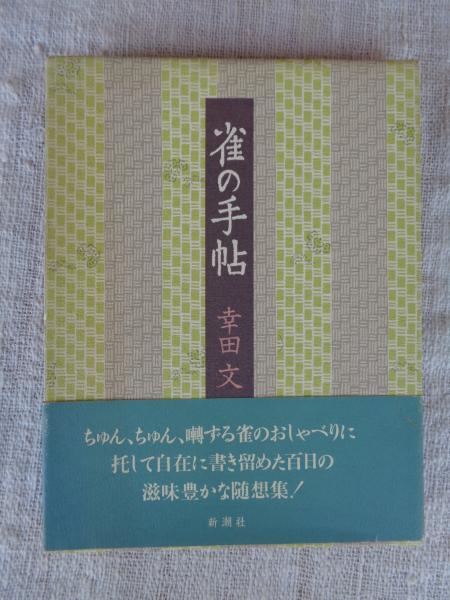 雀の手帖
幸田文
ちゅん、ちゅん、囀する雀のおしゃべりに
托して自在に書き留めた百日の
滋味豊かな随想集!
新潮社